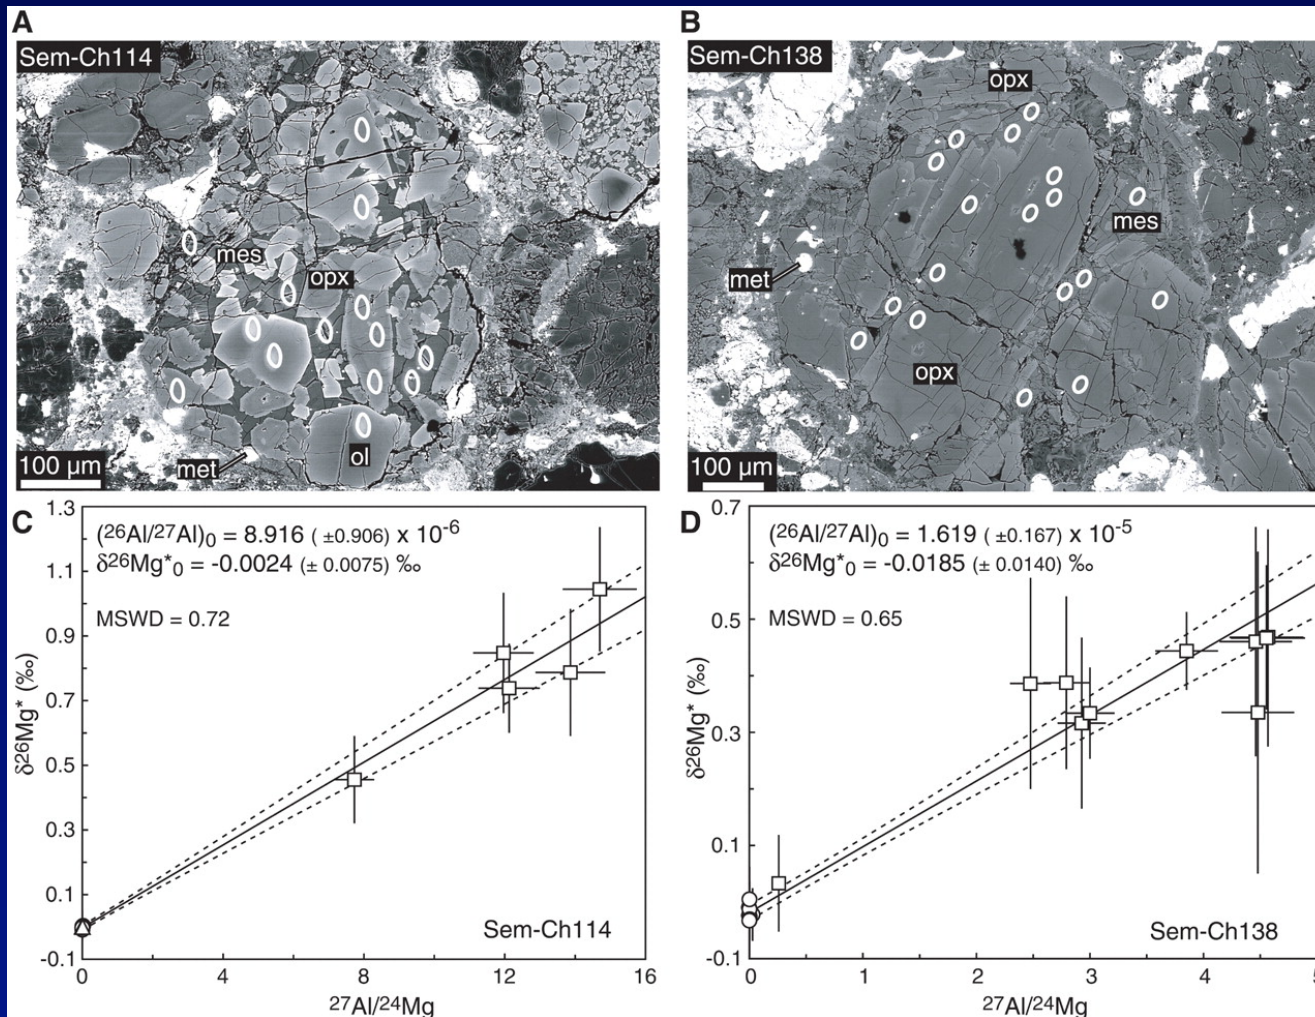 A
Sem-Ch114
mes
opx
met
ol
100 µm
B
Sem-Ch138
opx
mes
met
opx
100 µm
C
(²⁶Al/²⁷Al)₀ = 8.916 (±0.906) x 10⁻⁶
δ²⁶Mg*₀ = -0.0024 (± 0.0075) ‰
MSWD = 0.72
1.3
1.1
0.9
0.7
0.5
0.3
0.1
-0.1
δ²⁶Mg* (‰)
Sem-Ch114
0 4 8 12 16
²⁷Al/²⁴Mg
D
(²⁶Al/²⁷Al)₀ = 1.619 (±0.167) x 10⁻⁵
δ²⁶Mg*₀ = -0.0185 (± 0.0140) ‰
MSWD = 0.65
0.7
0.5
0.3
0.1
-0.1
δ²⁶Mg* (‰)
Sem-Ch138
0 1 2 3 4 5
²⁷Al/²⁴Mg